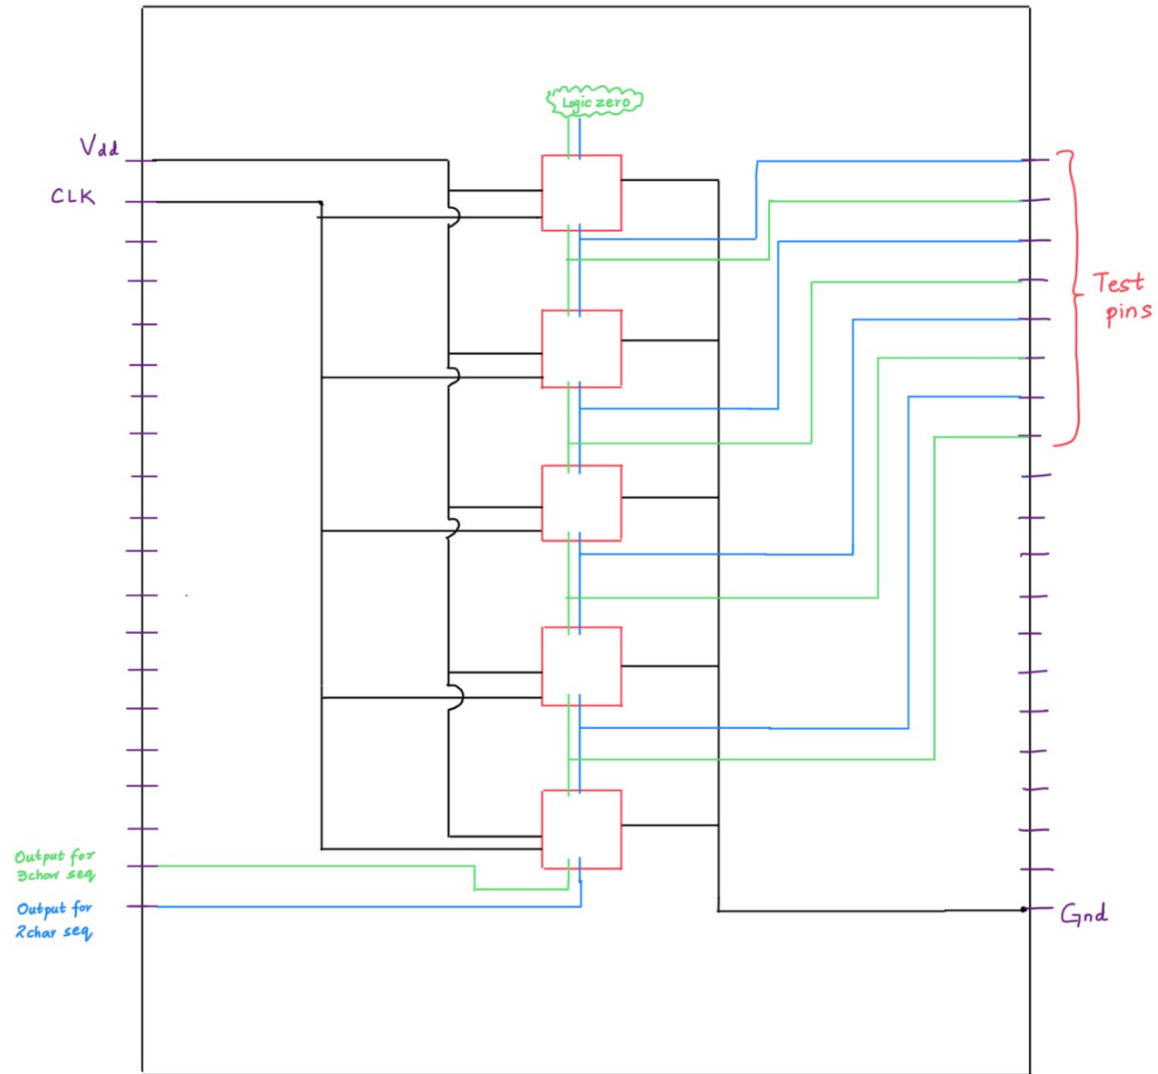 Logic zero
Vdd
CLK
Test
pins
Output for
3char seq
Output for
2char seq
Gnd